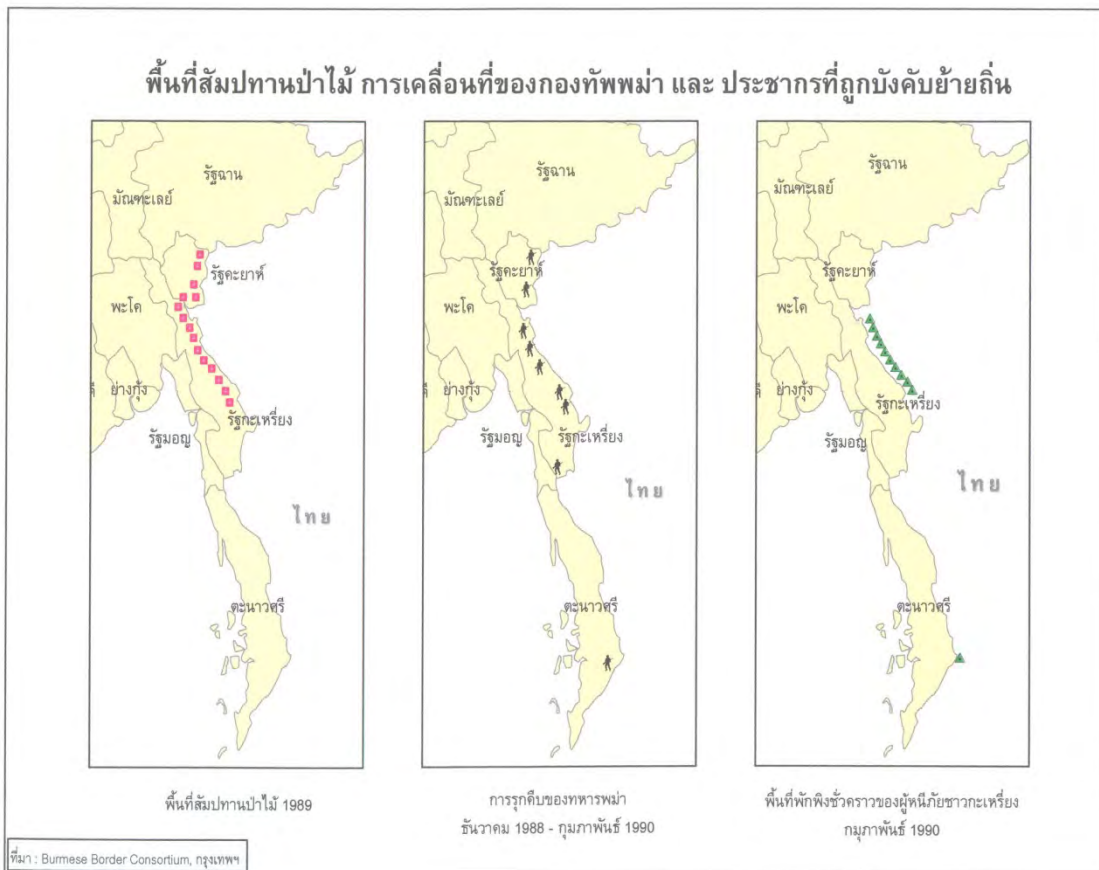 พื้นที่สัมปทานป่าไม้ การเคลื่อนที่ของกองทัพพม่า และ ประชากรที่ถูกบังคับย้ายถิ่น
รัฐฉาน
มัณฑะเลย์
รัฐคะยาห์
พะโค
ย่างกุ้ง
รัฐกะเหรี่ยง
รัฐมอญ
ไทย
ตะนาวศรี
พื้นที่สัมปทานป่าไม้ 1989
รัฐฉาน
มัณฑะเลย์
รัฐคะยาห์
พะโค
ย่างกุ้ง
รัฐมอญ
รัฐกะเหรี่ยง
ไทย
ตะนาวศรี
การรุกคืบของทหารพม่า
ธันวาคม 1988 - กุมภาพันธ์ 1990
รัฐฉาน
มัณฑะเลย์
รัฐคะยาห์
พะโค
ย่างกุ้ง
รัฐกะเหรี่ยง
รัฐมอญ
ไทย
ตะนาวศรี
พื้นที่พักพิงชั่วคราวของผู้หนีภัยชาวกะเหรี่ยง
กุมภาพันธ์ 1990
ที่มา : Burmese Border Consortium, กรุงเทพฯ